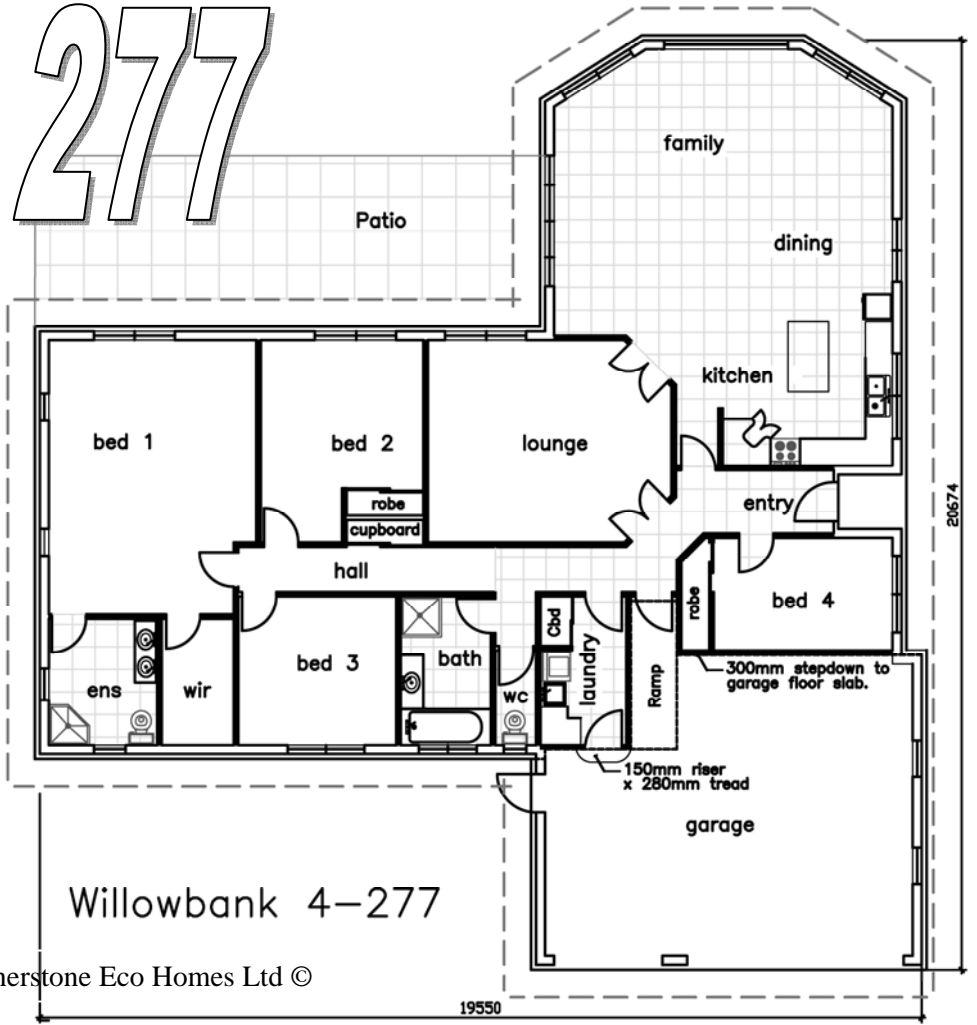 277
family
Patio
dining
kitchen
bed 1
bed 2
lounge
robe
cupboard
entry
20674
hall
bed 4
robe
Cbd
laundry
bed 3
bath
ens
wir
wc
Ramp
300mm stepdown to
garage floor slab.
150mm riser
x 280mm tread
garage
Willowbank 4-277
nerstone Eco Homes Ltd ©
19550